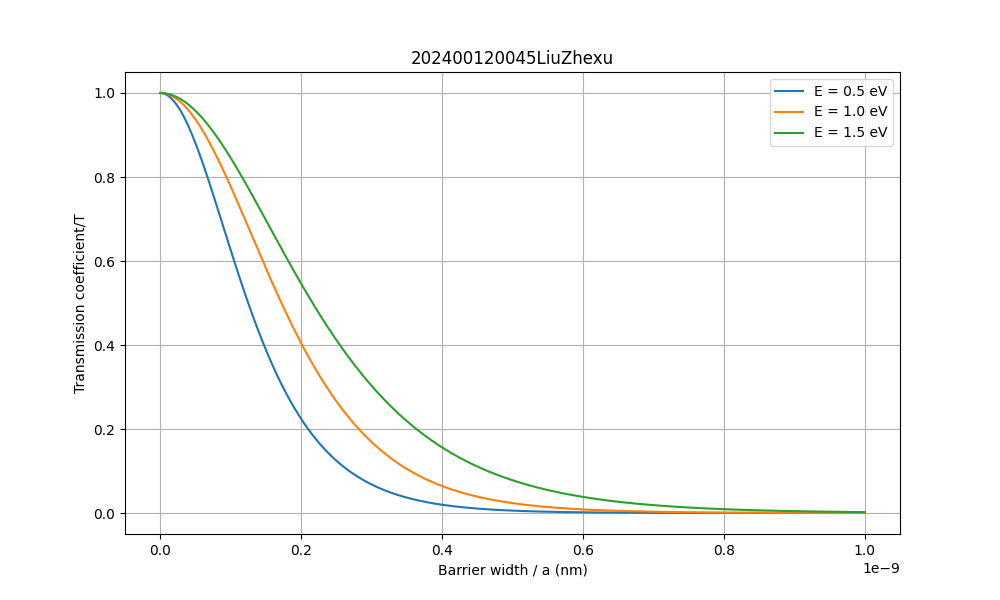 202400120045LiuZhexu
E = 0.5 eV
E = 1.0 eV
E = 1.5 eV
Transmission coefficient/T
1.0
0.8
0.6
0.4
0.2
0.0
0.0 0.2 0.4 0.6 0.8 1.0
1e−9
Barrier width / a (nm)